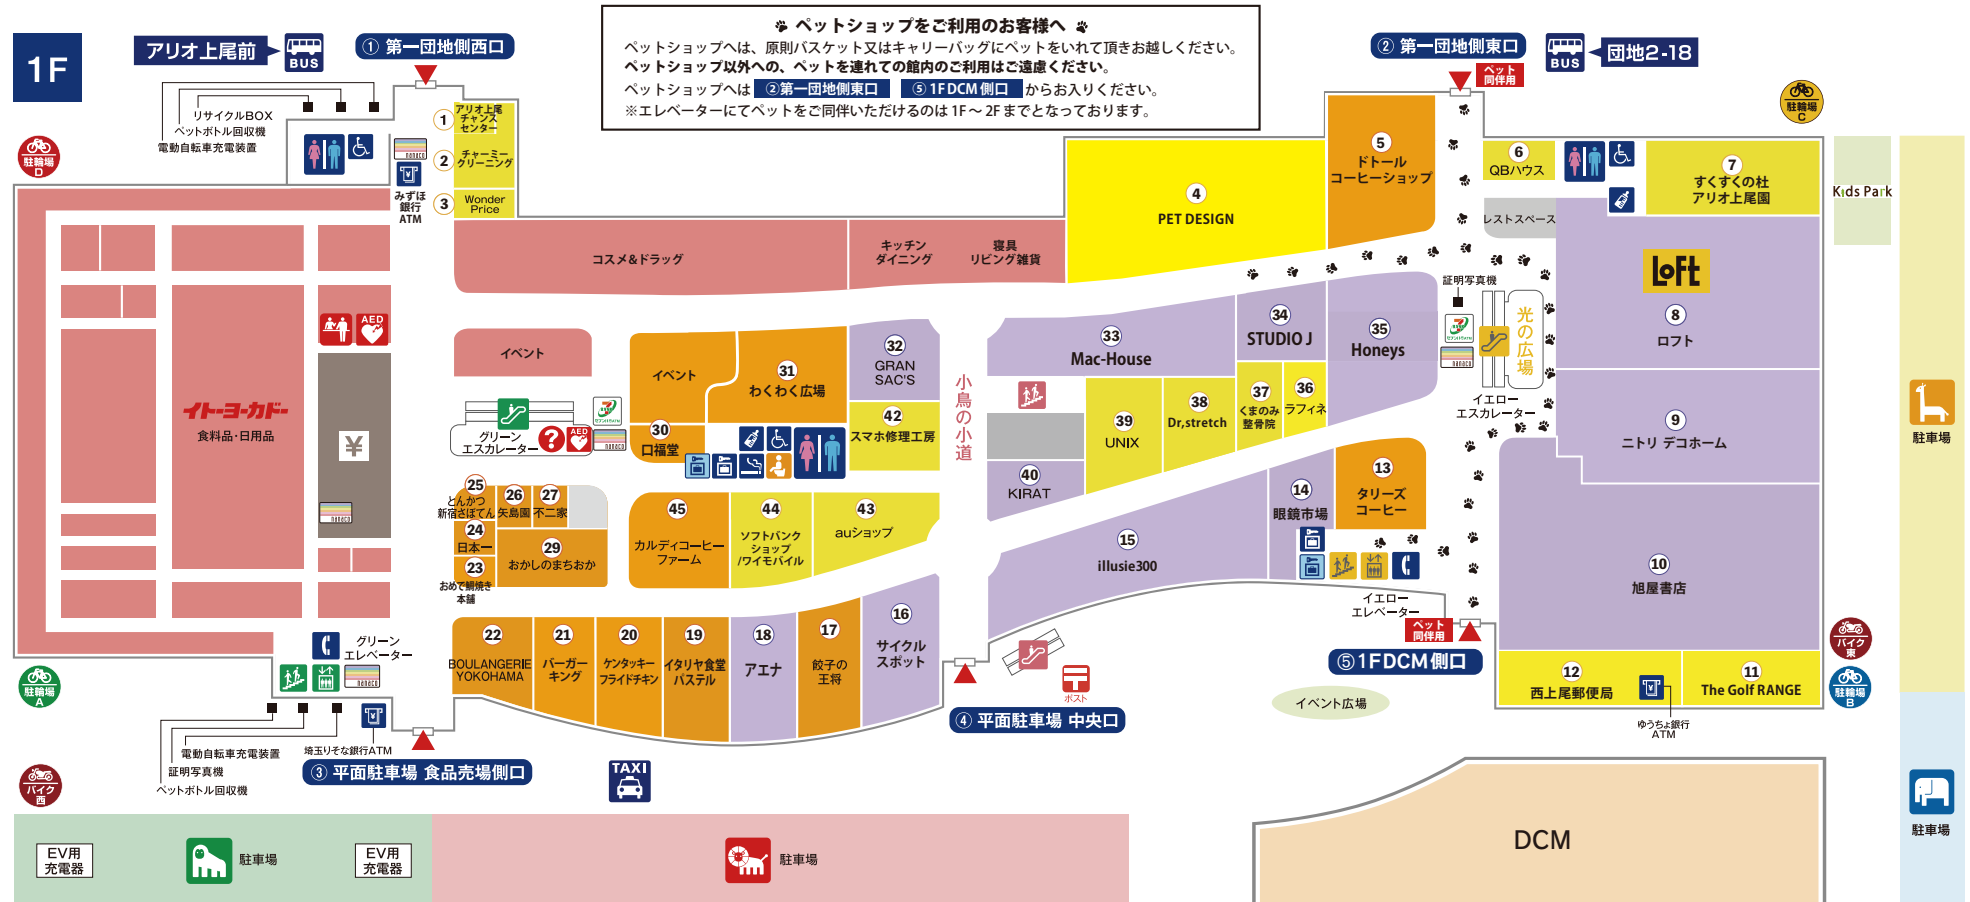 1F
アリオ上尾前
BUS
① 第一団地側西口
ペットショップをご利用のお客様へ
ペットショップへは、原則バスケット又はキャリーバッグにペットをいれて頂きお越しください。
ペットショップ以外への、ペットを連れての館内のご利用はご遠慮ください。
ペットショップへは ②第一団地側東口 ⑤1FDCM側口 からお入りください。
※エレベーターにてペットをご同伴いただけるのは1F～2Fまでとなっております。
② 第一団地側東口
ペット
同伴用
BUS
団地2-18
駐輪場
C
リサイクルBOX
ペットボトル回収機
電動自転車充電装置
駐輪場
D
nanaco
みずほ
銀行
ATM
1
アリオ上尾
チャンス
センター
2
チャーミー
クリーニング
3
Wonder
Price
4
PET DESIGN
5
ドトール
コーヒーショップ
6
QBハウス
7
すくすくの杜
アリオ上尾園
Kids Park
レストスペース
コスメ&ドラッグ
キッチン
ダイニング
寝具
リビング雑貨
LOFT
8
ロフト
証明写真機
光の広場
nanaco
イエロー
エスカレーター
9
ニトリ デコホーム
駐車場
イトーヨーカドー
食料品・日用品
AED
¥
nanaco
イベント
グリーン
エスカレーター
?
AED
nanaco
イベント
31
わくわく広場
30
口福堂
32
GRAN
SAC'S
42
スマホ修理工房
小鳥の小道
33
Mac-House
34
STUDIO J
35
Honeys
36
ラフィネ
37
くまのみ
整骨院
38
Dr,stretch
39
UNIX
40
KIRAT
13
タリーズ
コーヒー
14
眼鏡市場
15
illusie300
10
旭屋書店
25
とんかつ
新宿さぼてん
26
矢島園
27
不二家
24
日本一
23
おめで鯛焼き
本舗
29
おかしのまちおか
45
カルディコーヒー
ファーム
44
ソフトバンク
ショップ
/ワイモバイル
43
auショップ
22
BOULANGERIE
YOKOHAMA
21
バーガー
キング
20
ケンタッキー
フライドチキン
19
イタリヤ食堂
パステル
18
アエナ
17
餃子の
王将
16
サイクル
スポット
イエロー
エレベーター
ペット
同伴用
⑤1FDCM側口
12
西上尾郵便局
11
The Golf RANGE
ゆうちょ銀行
ATM
バイク
東
駐輪場
B
グリーン
エレベーター
nanaco
駐輪場
A
電動自転車充電装置
証明写真機
ペットボトル回収機
埼玉りそな銀行ATM
③ 平面駐車場 食品売場側口
ポスト
④ 平面駐車場 中央口
イベント広場
TAXI
バイク
西
EV用
充電器
駐車場
EV用
充電器
駐車場
DCM
駐車場